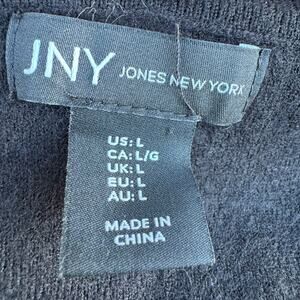 JNY JONES NEW YORK
US: L
CA: L/G
UK: L
EU: L
AU: L
MADE IN
CHINA